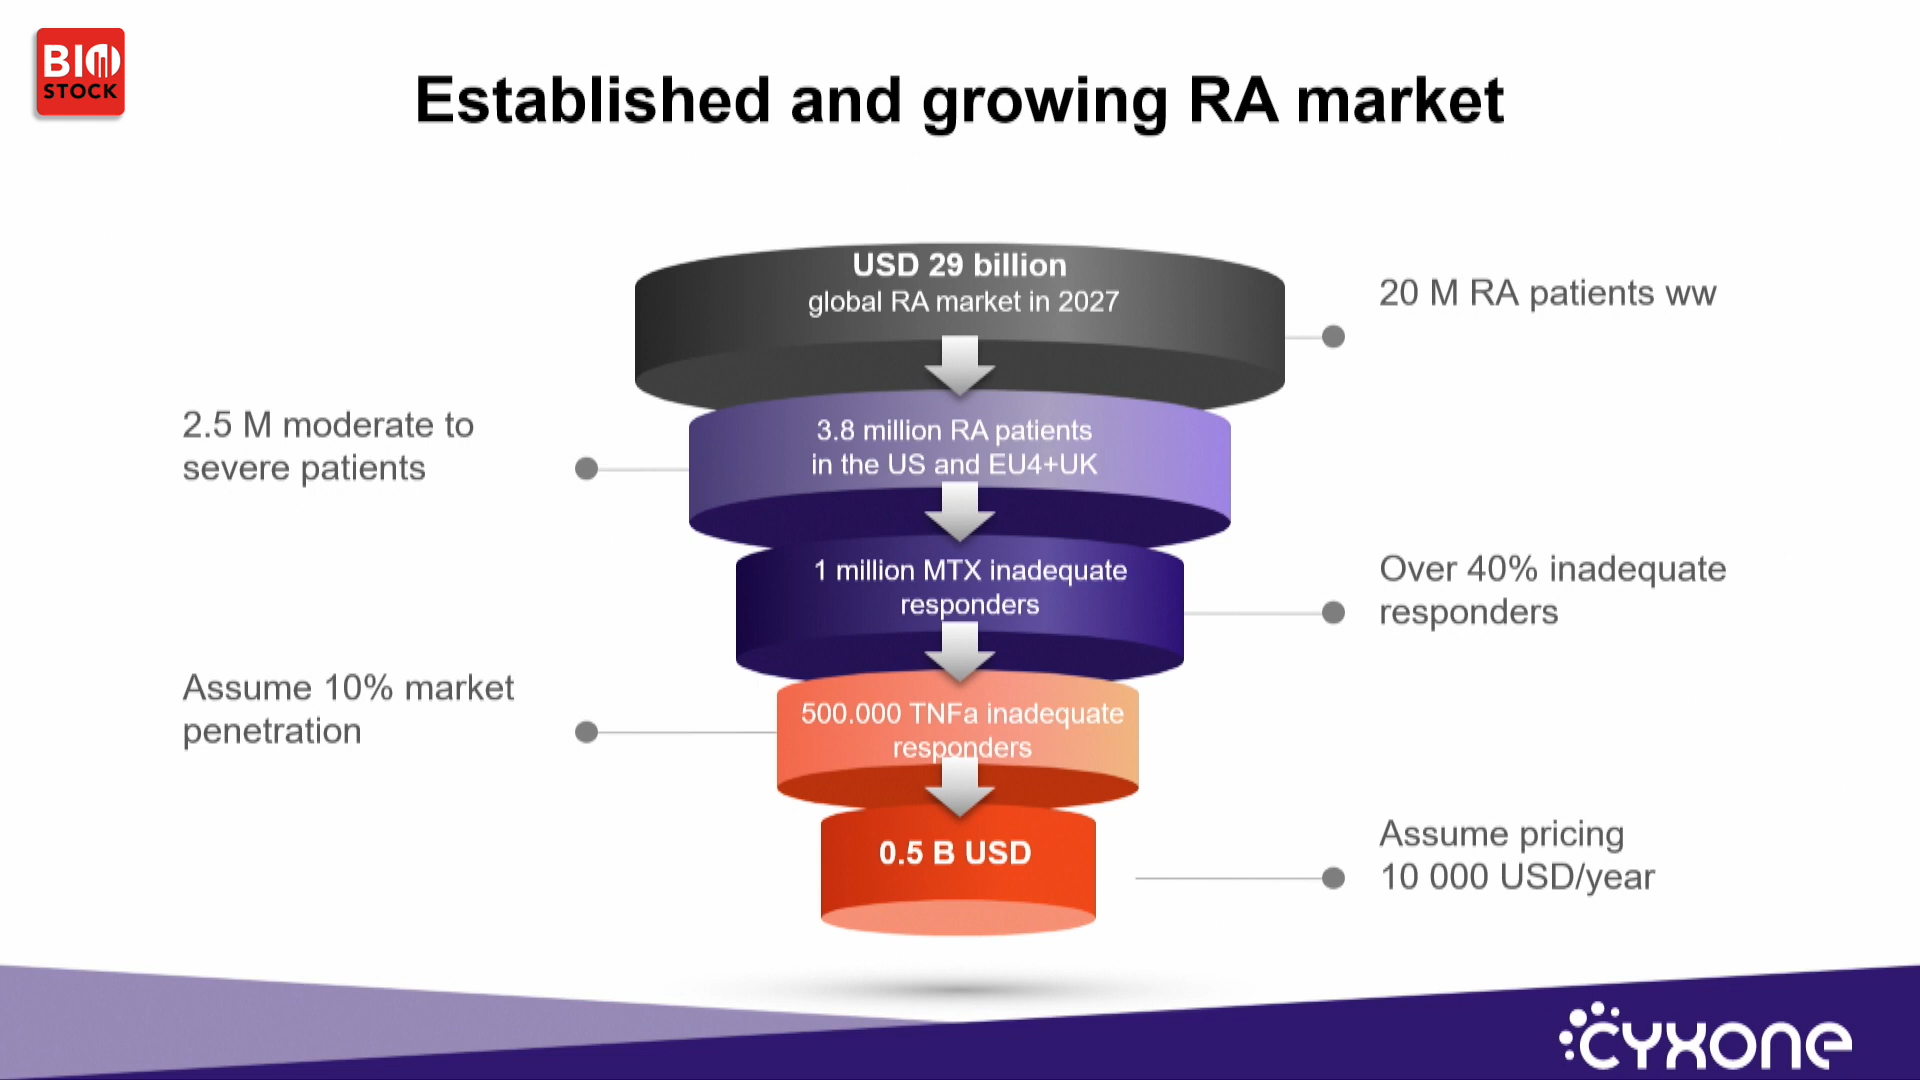 BIO
STOCK
Established and growing RA market
USD 29 billion
global RA market in 2027
20 M RA patients ww
2.5 M moderate to
severe patients
3.8 million RA patients
in the US and EU4+UK
1 million MTX inadequate
responders
Over 40% inadequate
responders
Assume 10% market
penetration
500.000 TNFa inadequate
responders
0.5 B USD
Assume pricing
10 000 USD/year
cyxone